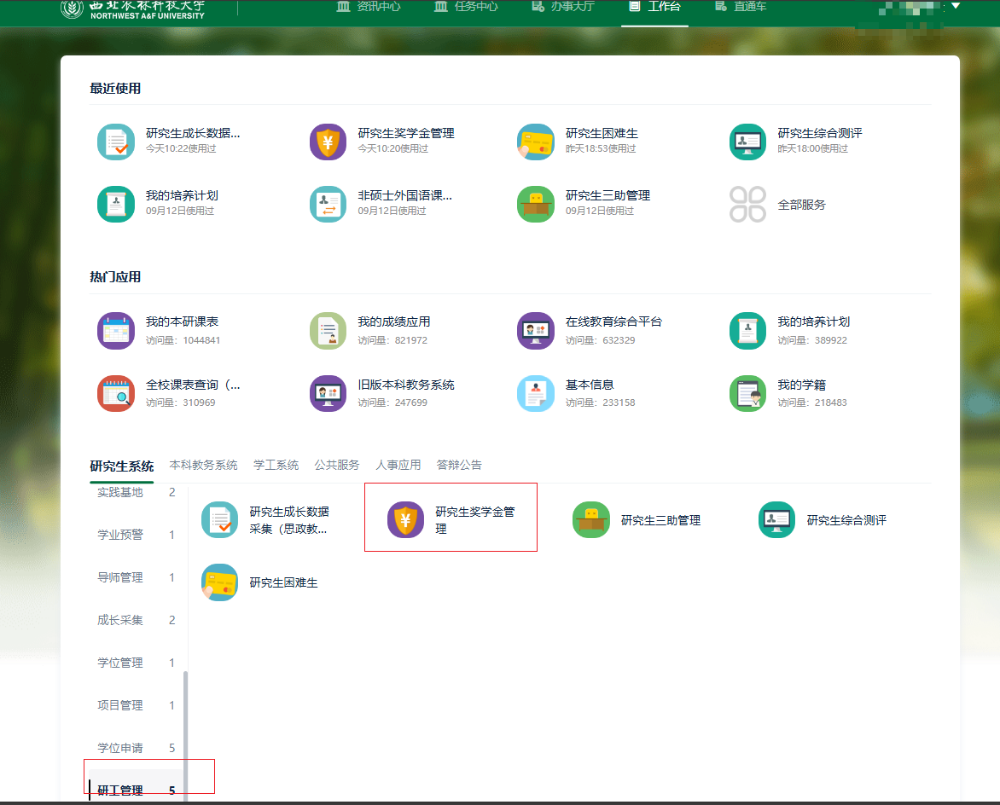 西北农林科技大学
NORTHWEST A&F UNIVERSITY
资讯中心 任务中心 办事大厅 工作台 直通车
最近使用
研究生成长数据... 研究生奖学金管理 研究生困难生 研究生综合测评
今天10:22使用过 今天10:20使用过 昨天18:53使用过 昨天18:00使用过
我的培养计划 非硕士外国语课... 研究生三助管理 全部服务
09月12日使用过 09月12日使用过 09月12日使用过
热门应用
我的本研课表 我的成绩应用 在线教育综合平台 我的培养计划
访问量：1044841 访问量：821972 访问量：632329 访问量：389922
全校课表查询（... 旧版本科教务系统 基本信息 我的学籍
访问量：310969 访问量：247699 访问量：233158 访问量：218483
研究生系统 本科教务系统 学工系统 公共服务 人事应用 答辩公告
实践基地 2
学业预警 1
导师管理 1
成长采集 2
学位管理 1
项目管理 1
学位申请 5
研工管理 5
研究生成长数据
采集（思政教...
研究生奖学金管
理
研究生三助管理
研究生综合测评
研究生困难生